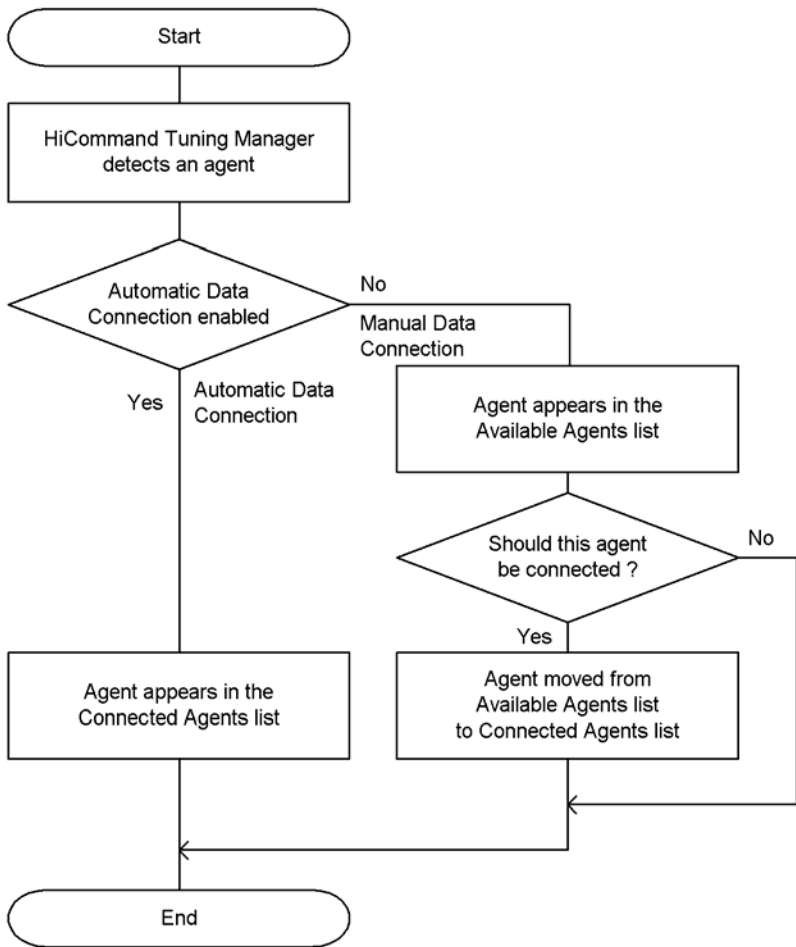 Start
HiCommand Tuning Manager
detects an agent
Automatic Data
Connection enabled
No
Manual Data
Connection
Yes
Automatic Data
Connection
Agent appears in the
Available Agents list
Should this agent
be connected ?
No
Yes
Agent appears in the
Connected Agents list
Agent moved from
Available Agents list
to Connected Agents list
End